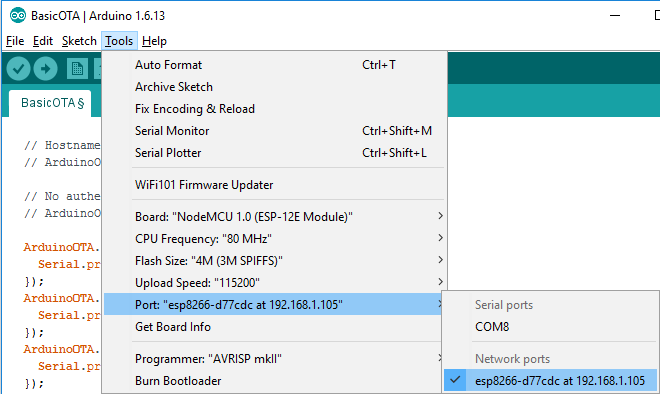 BasicOTA | Arduino 1.6.13
File Edit Sketch Tools Help
BasicOTA §
Auto Format Ctrl+T
Archive Sketch
Fix Encoding & Reload
Serial Monitor Ctrl+Shift+M
Serial Plotter Ctrl+Shift+L
WiFi101 Firmware Updater
Board: "NodeMCU 1.0 (ESP-12E Module)"
CPU Frequency: "80 MHz"
Flash Size: "4M (3M SPIFFS)"
Upload Speed: "115200"
Port: "esp8266-d77cdc at 192.168.1.105"
Get Board Info
Programmer: "AVRISP mkII"
Burn Bootloader
Serial ports
COM8
Network ports
esp8266-d77cdc at 192.168.1.105
// Hostname
// ArduinoO
// No authe
// ArduinoO
ArduinoOTA.
Serial.pr
});
ArduinoOTA.
Serial.pr
});
ArduinoOTA.
Serial.pr
});